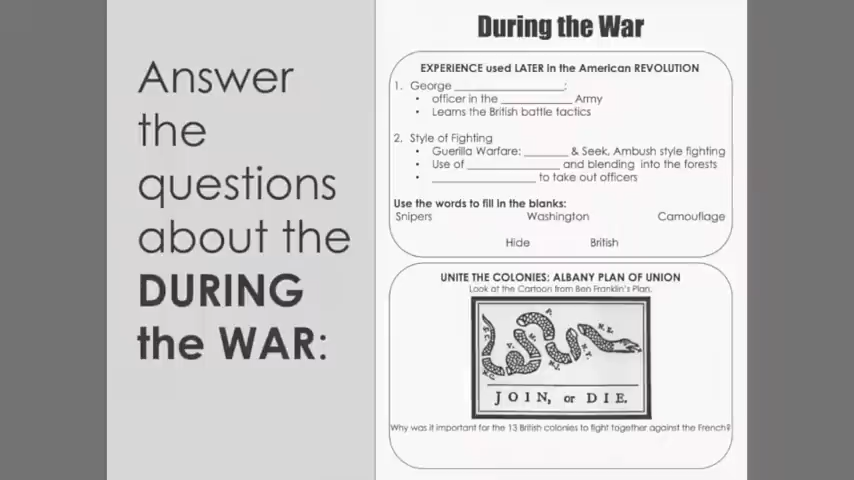 Answer
the
questions
about the
DURING
the WAR:
During the War
EXPERIENCE used LATER in the American REVOLUTION
1. George ____________________:
• officer in the _____________ Army
• Learns the British battle tactics
2. Style of Fighting
• Guerilla Warfare: ________ & Seek, Ambush style fighting
• Use of _________________ and blending into the forests
• ___________________ to take out officers
Use the words to fill in the blanks:
Snipers Washington Camouflage
Hide British
UNITE THE COLONIES: ALBANY PLAN OF UNION
Look at the Cartoon from Ben Franklin's Plan.
S.C. N.C. V. M. P. N.J. N.Y. N.E.
JOIN, or DIE.
Why was it important for the 13 British colonies to fight together against the French?